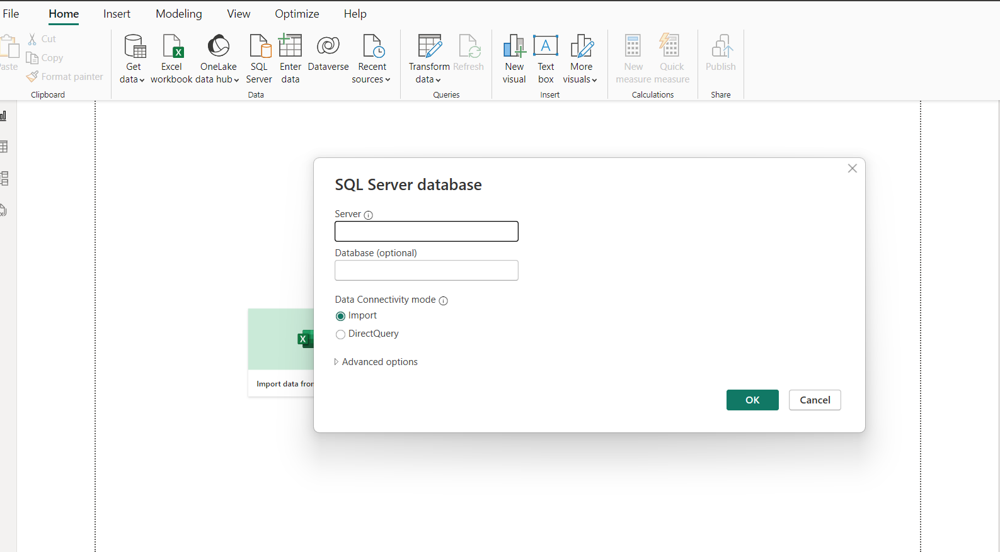 File Home Insert Modeling View Optimize Help
Cut
Copy
Format painter
Clipboard
Get data
Excel workbook
OneLake data hub
SQL Server
Enter data
Dataverse
Recent sources
Data
Transform data
Refresh
Queries
New visual
Text box
More visuals
Insert
New measure
Quick measure
Calculations
Publish
Share
SQL Server database
Server
Database (optional)
Data Connectivity mode
Import
DirectQuery
Advanced options
OK Cancel
Import data